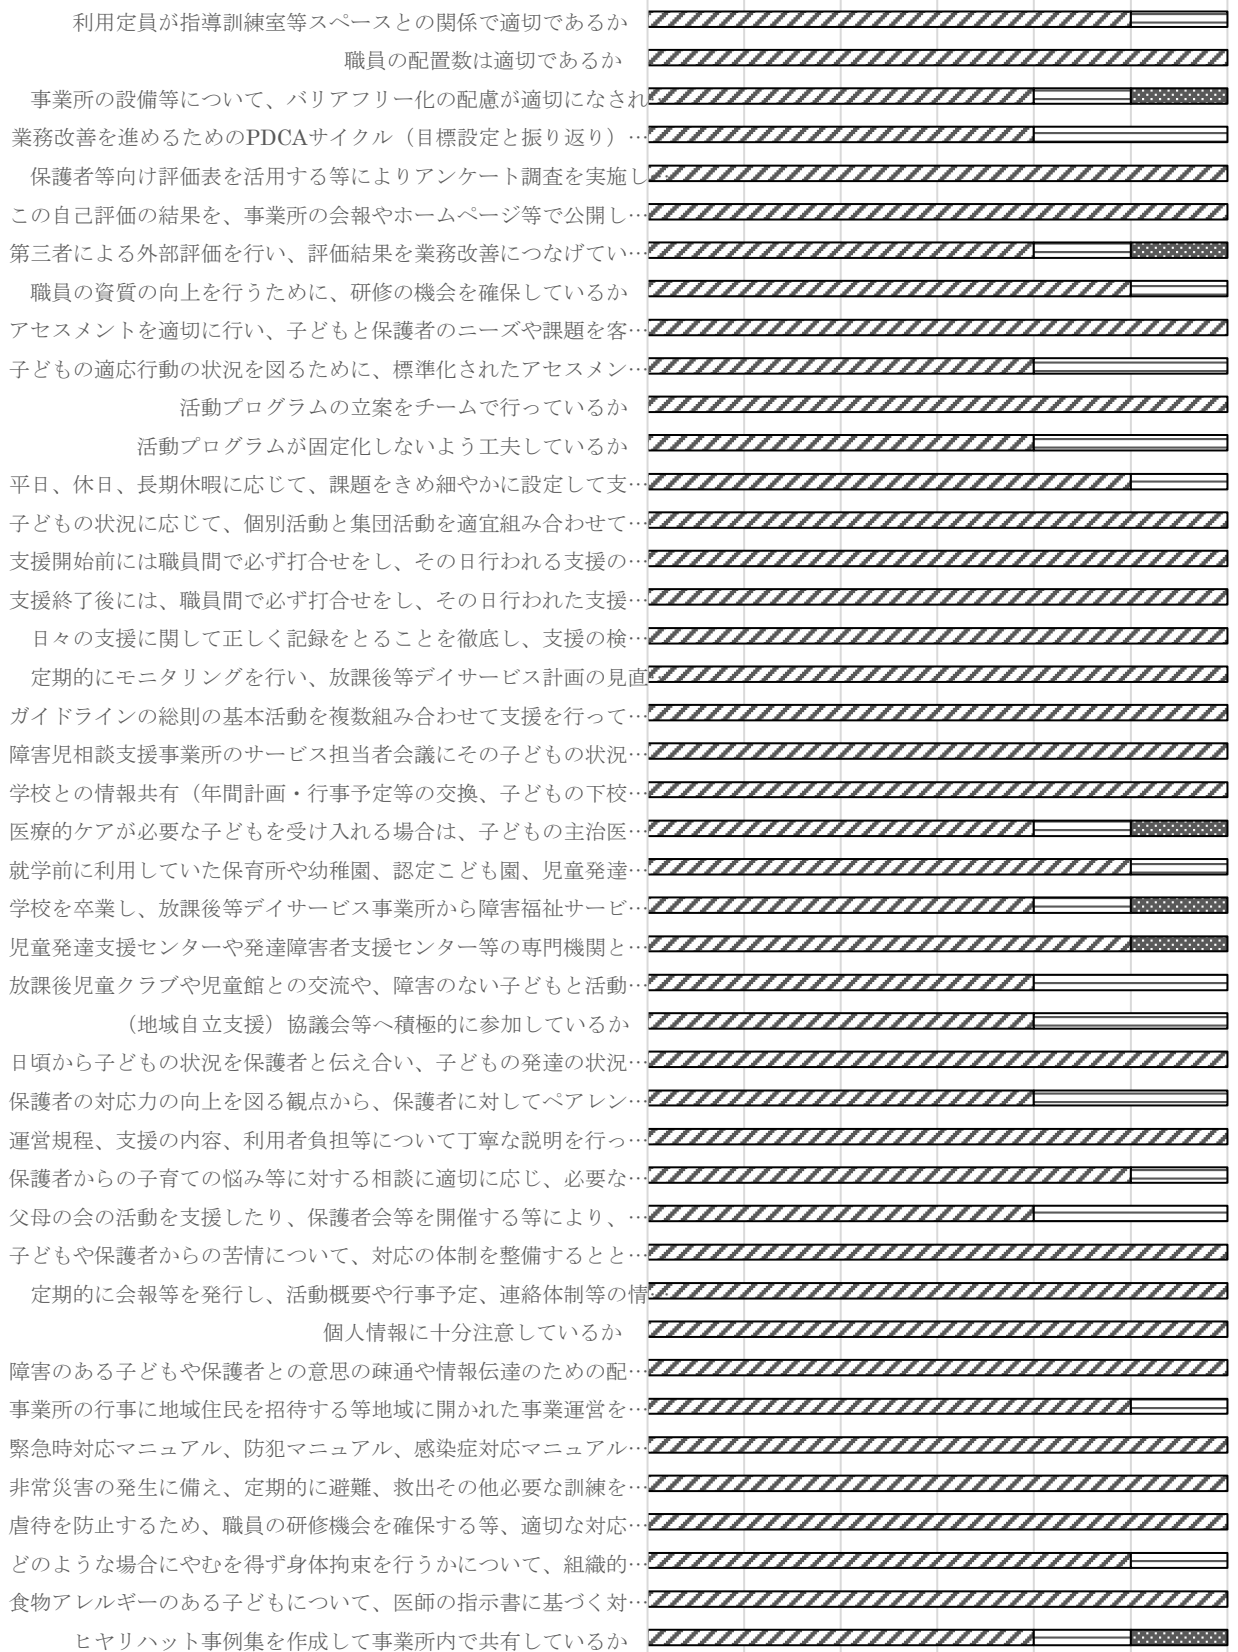 利用定員が指導訓練室等スペースとの関係で適切であるか
職員の配置数は適切であるか
事業所の設備等について、バリアフリー化の配慮が適切になされ
業務改善を進めるためのPDCAサイクル（目標設定と振り返り）…
保護者等向け評価表を活用する等によりアンケート調査を実施し…
この自己評価の結果を、事業所の会報やホームページ等で公開し…
第三者による外部評価を行い、評価結果を業務改善につなげてい…
職員の資質の向上を行うために、研修の機会を確保しているか
アセスメントを適切に行い、子どもと保護者のニーズや課題を客…
子どもの適応行動の状況を図るために、標準化されたアセスメン…
活動プログラムの立案をチームで行っているか
活動プログラムが固定化しないよう工夫しているか
平日、休日、長期休暇に応じて、課題をきめ細やかに設定して支…
子どもの状況に応じて、個別活動と集団活動を適宜組み合わせて…
支援開始前には職員間で必ず打合せをし、その日行われる支援の…
支援終了後には、職員間で必ず打合せをし、その日行われた支援…
日々の支援に関して正しく記録をとることを徹底し、支援の検…
定期的にモニタリングを行い、放課後等デイサービス計画の見直…
ガイドラインの総則の基本活動を複数組み合わせて支援を行って…
障害児相談支援事業所のサービス担当者会議にその子どもの状況…
学校との情報共有（年間計画・行事予定等の交換、子どもの下校…
医療的ケアが必要な子どもを受け入れる場合は、子どもの主治医…
就学前に利用していた保育所や幼稚園、認定こども園、児童発達…
学校を卒業し、放課後等デイサービス事業所から障害福祉サービ…
児童発達支援センターや発達障害者支援センター等の専門機関と…
放課後児童クラブや児童館との交流や、障害のない子どもと活動…
（地域自立支援）協議会等へ積極的に参加しているか
日頃から子どもの状況を保護者と伝え合い、子どもの発達の状況…
保護者の対応力の向上を図る観点から、保護者に対してペアレン…
運営規程、支援の内容、利用者負担等について丁寧な説明を行っ…
保護者からの子育ての悩み等に対する相談に適切に応じ、必要な…
父母の会の活動を支援したり、保護者会等を開催する等により、…
子どもや保護者からの苦情について、対応の体制を整備するとと…
定期的に会報等を発行し、活動概要や行事予定、連絡体制等の情…
個人情報に十分注意しているか
障害のある子どもや保護者との意思の疎通や情報伝達のための配…
事業所の行事に地域住民を招待する等地域に開かれた事業運営を…
緊急時対応マニュアル、防犯マニュアル、感染症対応マニュアル…
非常災害の発生に備え、定期的に避難、救出その他必要な訓練を…
虐待を防止するため、職員の研修機会を確保する等、適切な対応…
どのような場合にやむを得ず身体拘束を行うかについて、組織的…
食物アレルギーのある子どもについて、医師の指示書に基づく対…
ヒヤリハット事例集を作成して事業所内で共有しているか